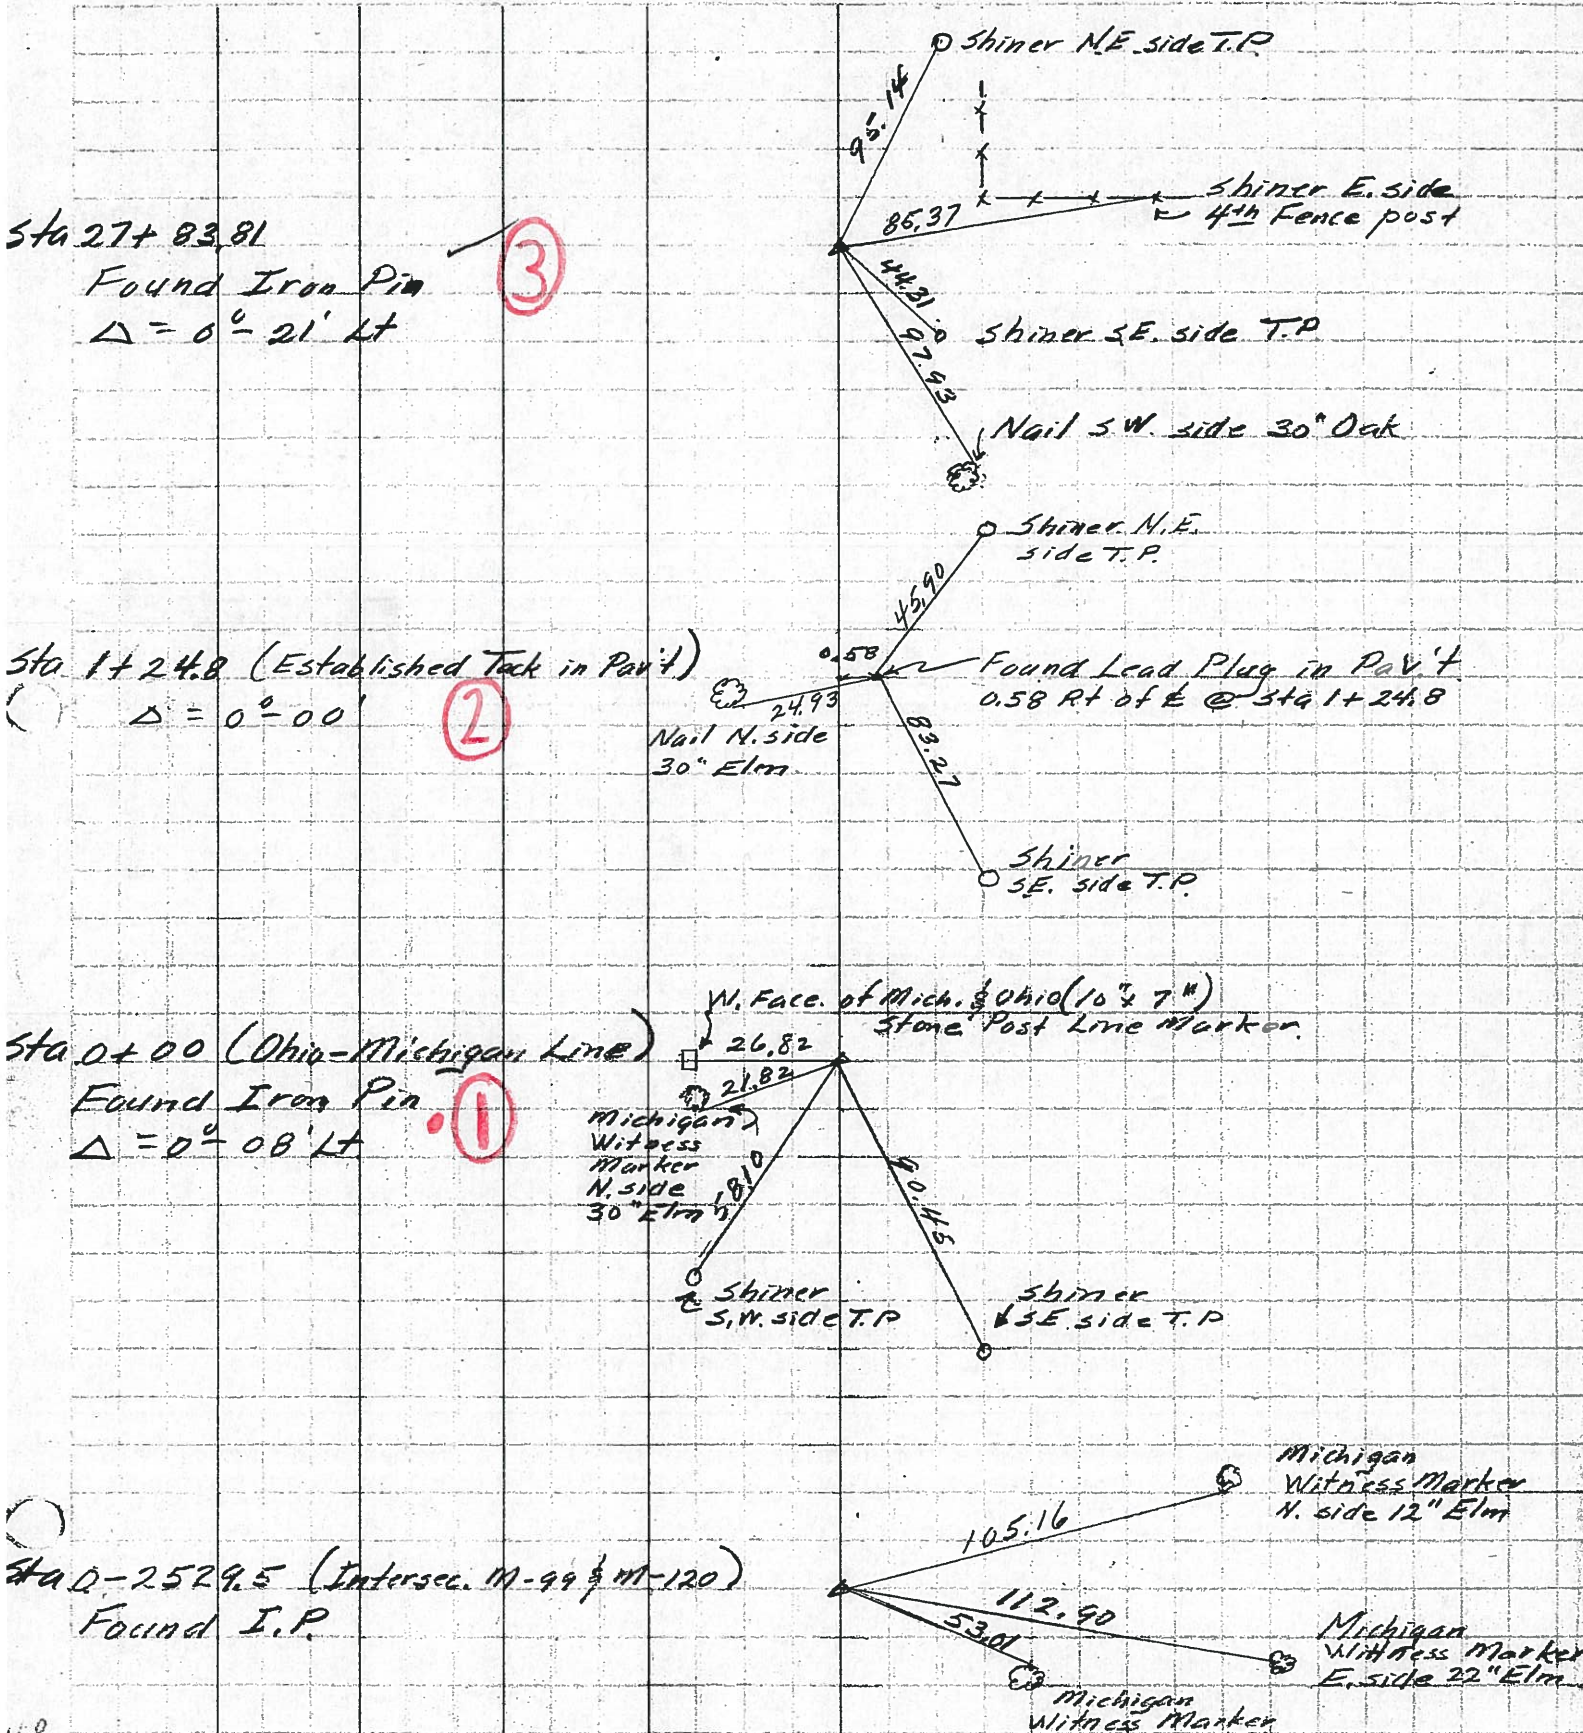 Shiner N.E. side T.P.
95.14
Shiner E. side
4th Fence post
85.37
Sta 27+83.81
Found Iron Pin
Δ = 0°-21' Lt
3
44.31
Shiner S.E. side T.P.
97.93
Nail S.W. side 30" Oak
Shiner N.E.
side T.P.
45.90
Sta 1+24.8 (Established Tack in Pav't)
Δ = 0°-00'
2
0.58
Found Lead Plug in Pav't
0.58 Rt of ℄ @ Sta 1+24.8
24.93
Nail N. side
30" Elm
83.27
Shiner
S.E. side T.P.
W. Face of Mich. & Ohio (10" x 7")
Stone Post Line Marker
Sta 0+00 (Ohio-Michigan Line)
Found Iron Pin
Δ = 0°-08' Lt
1
26.82
21.82
Michigan
Witness
Marker
N. side
30" Elm
90.45
Shiner
S.W. side T.P.
Shiner
S.E. side T.P.
Michigan
Witness Marker
N. side 12" Elm
105.16
Sta 0-2529.5 (Intersec. M-99 & M-120)
Found I.P.
112.90
53.01
Michigan
Wittness Marker
E. side 22" Elm
Michigan
Witness Marker